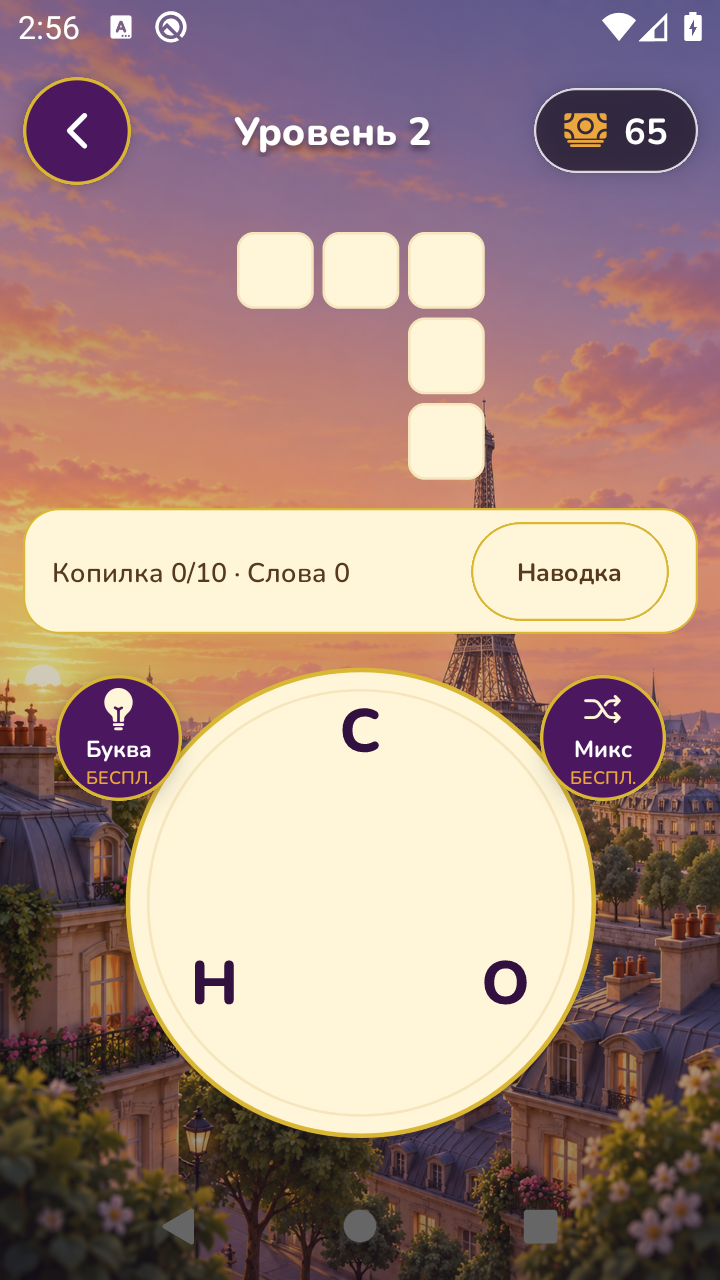 2:56
Уровень 2
65
Копилка 0/10 · Слова 0
Наводка
Буква
БЕСПЛ.
Микс
БЕСПЛ.
С
Н
О